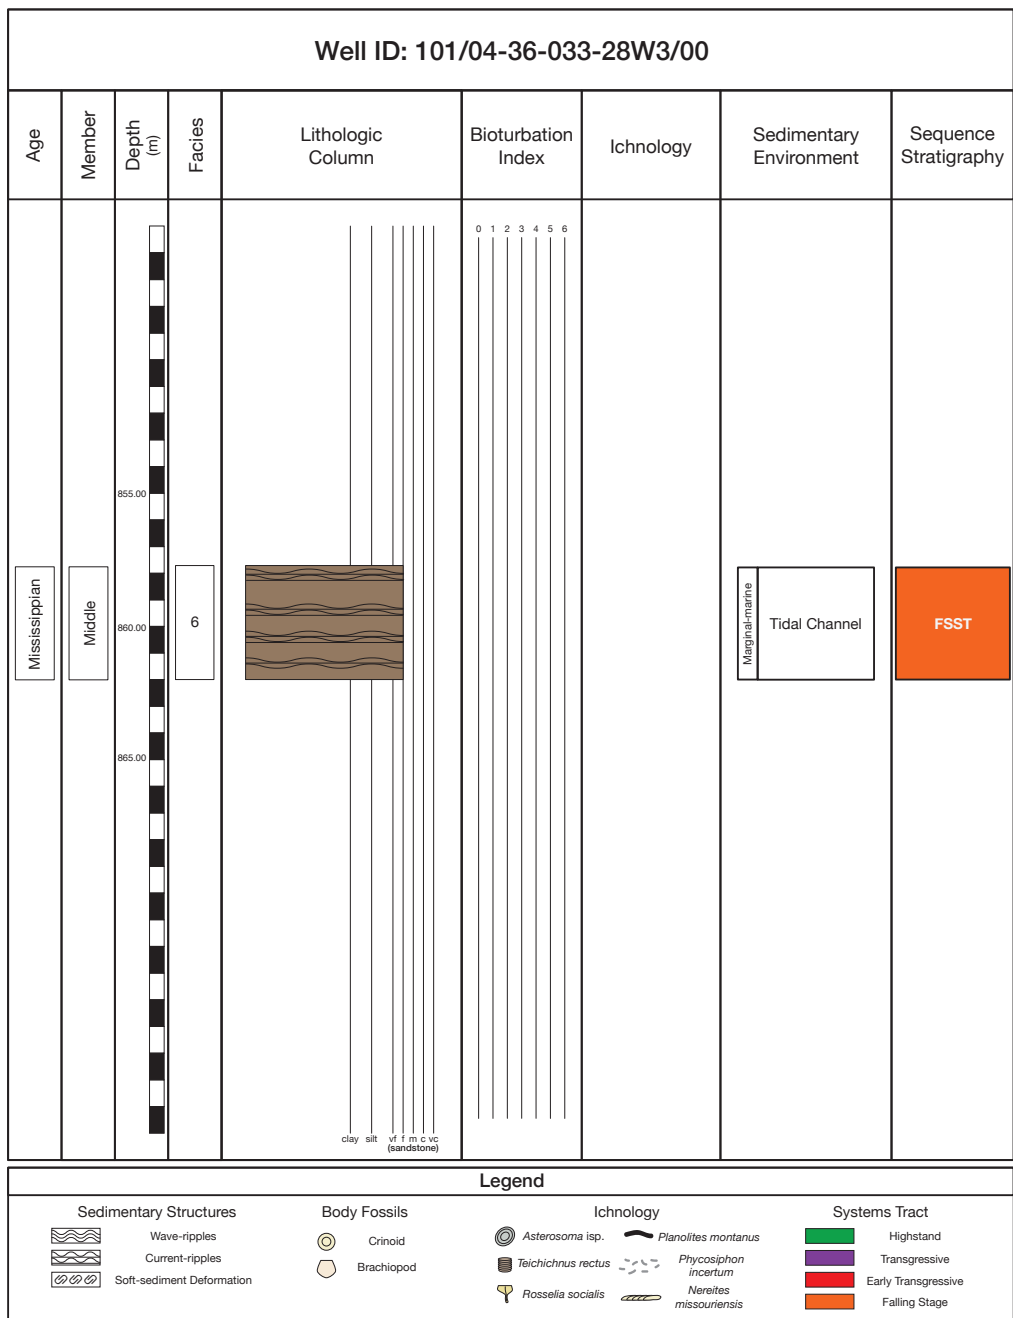 Well ID: 101/04-36-033-28W3/00
Age
Member
Depth
(m)
Facies
Lithologic
Column
Bioturbation
Index
Ichnology
Sedimentary
Environment
Sequence
Stratigraphy
0 1 2 3 4 5 6
855.00
Mississippian
Middle
860.00
6
Marginal-marine
Tidal Channel
FSST
865.00
clay silt vf f m c vc
(sandstone)
Legend
Sedimentary Structures
Wave-ripples
Current-ripples
Soft-sediment Deformation
Body Fossils
Crinoid
Brachiopod
Ichnology
Asterosoma isp.
Teichichnus rectus
Rosselia socialis
Planolites montanus
Phycosiphon
incertum
Nereites
missouriensis
Systems Tract
Highstand
Transgressive
Early Transgressive
Falling Stage